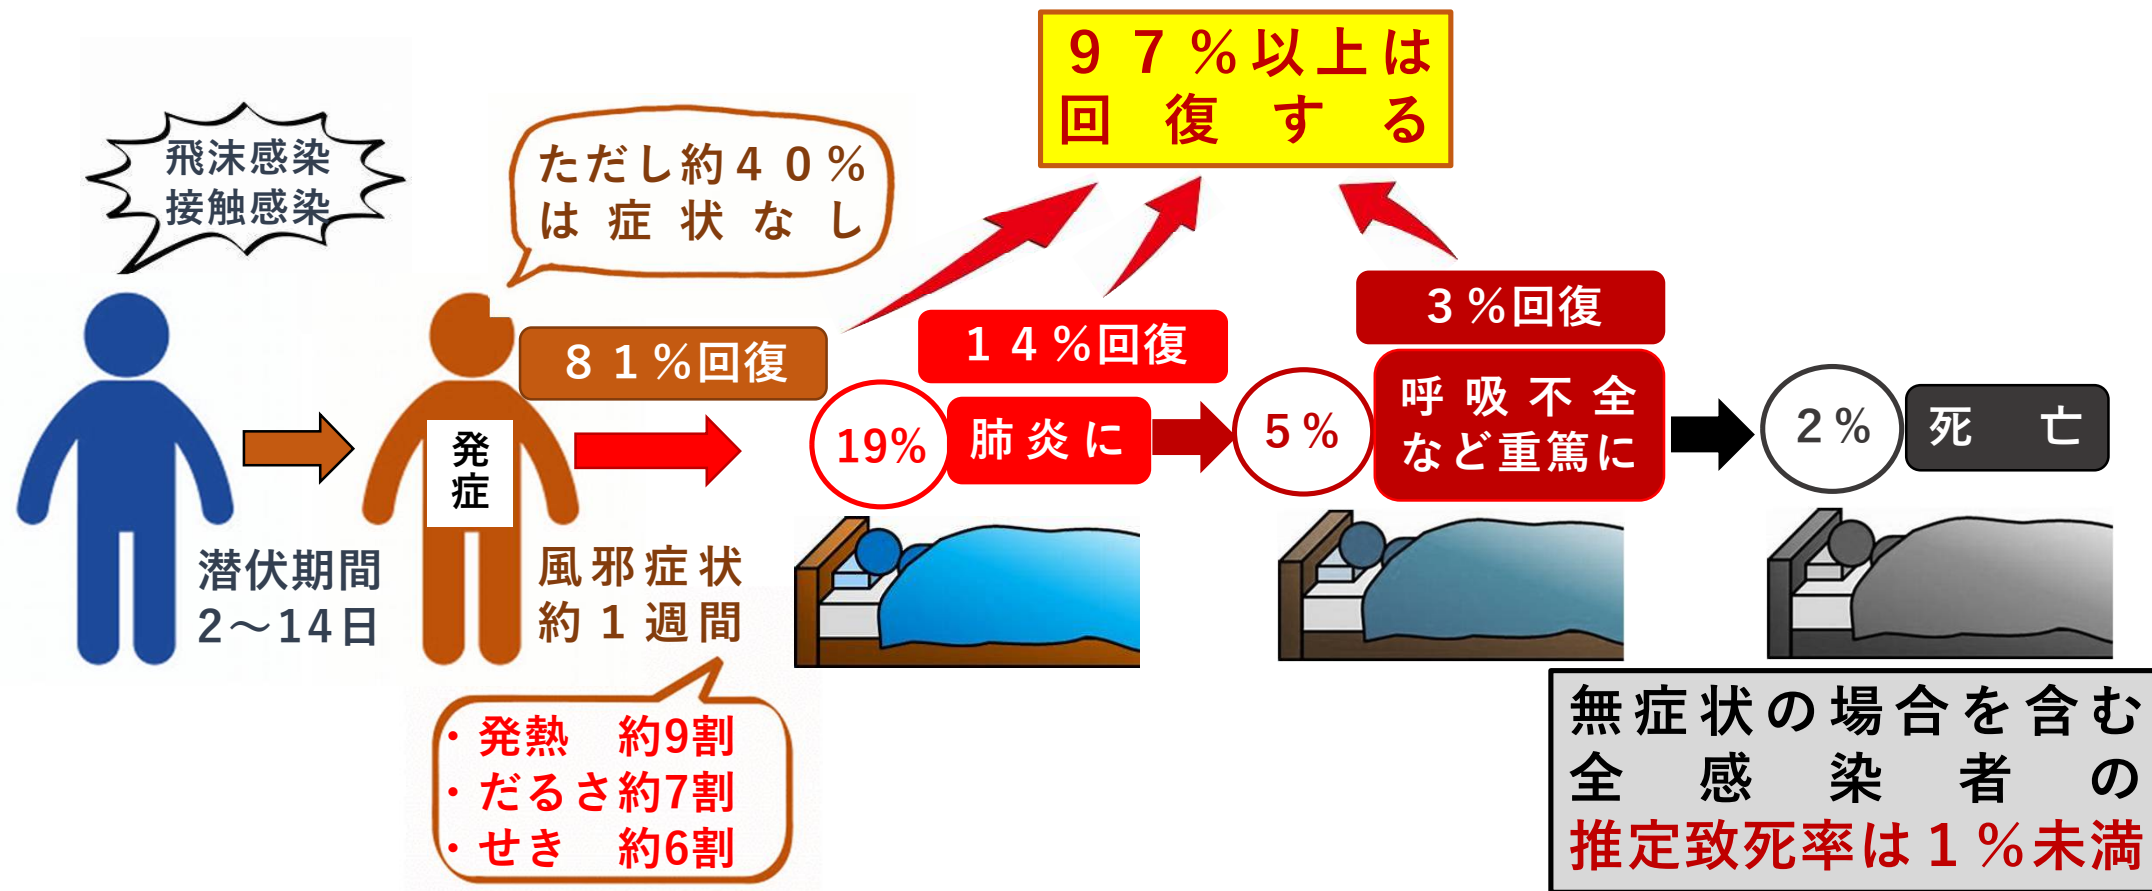 97%以上は
回復する
飛沫感染
接触感染
ただし約40%
は症状なし
81%回復
14%回復
3%回復
発
症
19%
肺炎に
5%
呼吸不全
など重篤に
2%
死亡
潜伏期間
2～14日
風邪症状
約1週間
・発熱　約9割
・だるさ約7割
・せき　約6割
無症状の場合を含む
全感染者の
推定致死率は1%未満